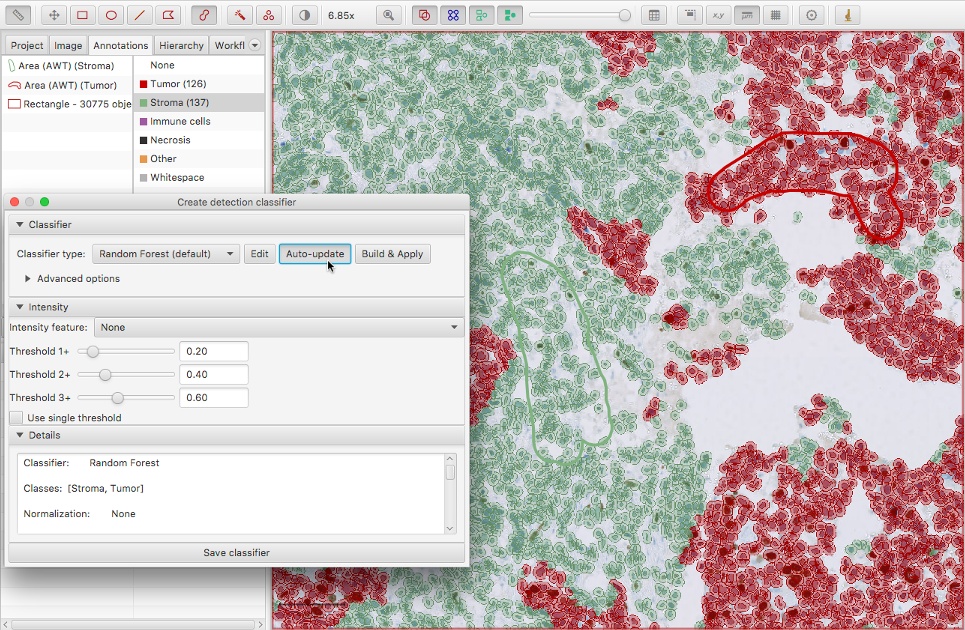 6.85x
x,y
µm
Project
Image
Annotations
Hierarchy
Workfl
Area (AWT) (Stroma)
Area (AWT) (Tumor)
Rectangle - 30775 obje
None
Tumor (126)
Stroma (137)
Immune cells
Necrosis
Other
Whitespace
Create detection classifier
Classifier
Classifier type:
Random Forest (default)
Edit
Auto-update
Build & Apply
Advanced options
Intensity
Intensity feature:
None
Threshold 1+
0.20
Threshold 2+
0.40
Threshold 3+
0.60
Use single threshold
Details
Classifier: Random Forest
Classes: [Stroma, Tumor]
Normalization: None
Save classifier